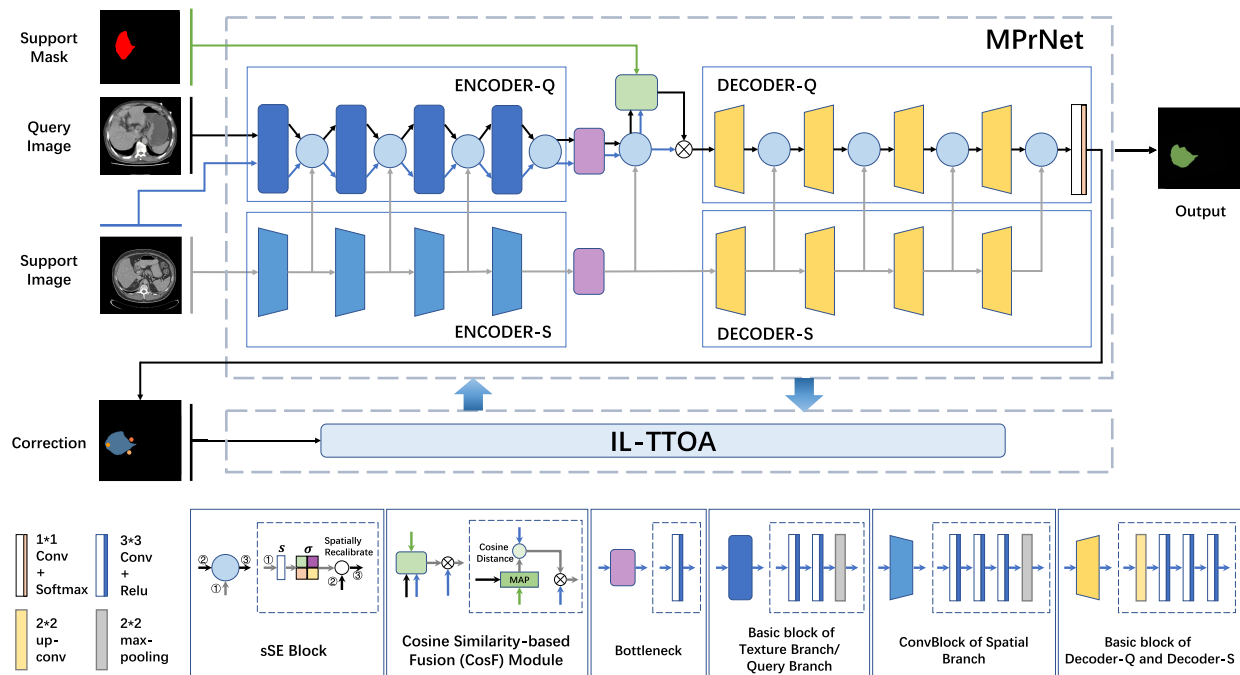 Support
Mask
MPrNet
ENCODER-Q
DECODER-Q
Query
Image
Output
Support
Image
ENCODER-S
DECODER-S
Correction
IL-TTOA
1*1
Conv
+
Softmax
3*3
Conv
+
Relu
2*2
up-
conv
2*2
max-
pooling
② ③
①
① s σ Spatially
Recalibrate
② ③
sSE Block
Cosine
Distance
MAP
Cosine Similarity-based
Fusion (CosF) Module
Bottleneck
Basic block of
Texture Branch/
Query Branch
ConvBlock of Spatial
Branch
Basic block of
Decoder-Q and Decoder-S